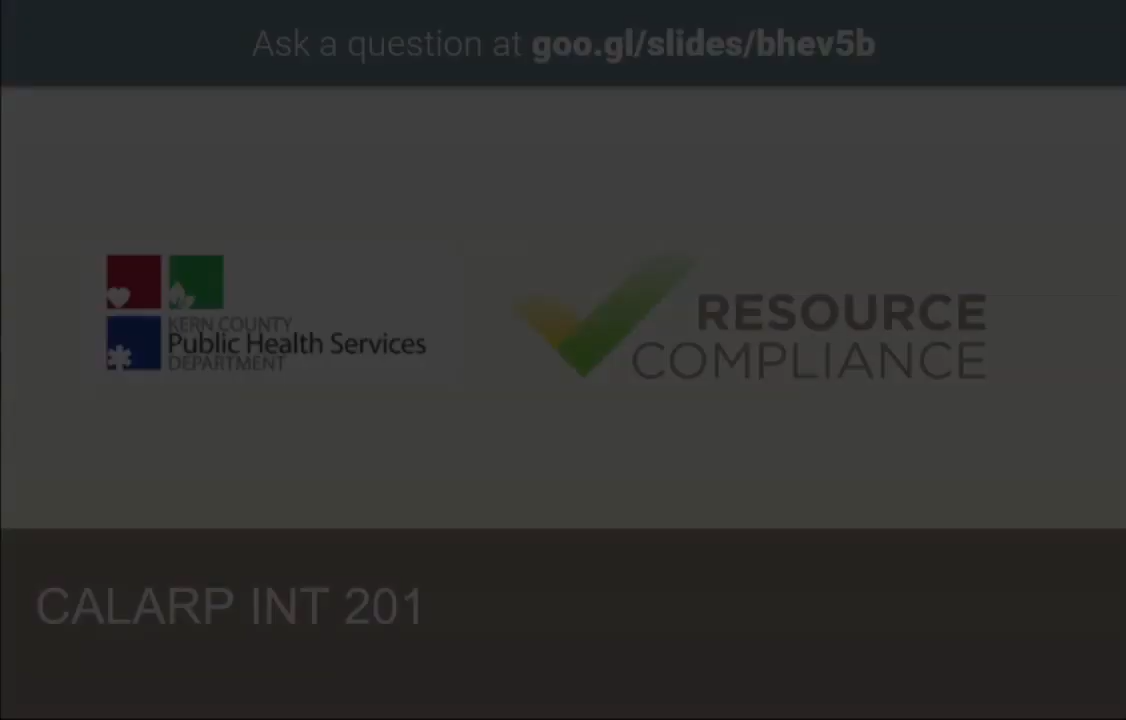 Ask a question at goo.gl/slides/bhev5b
KERN COUNTY
Public Health Services
DEPARTMENT
RESOURCE
COMPLIANCE
CALARP INT 201